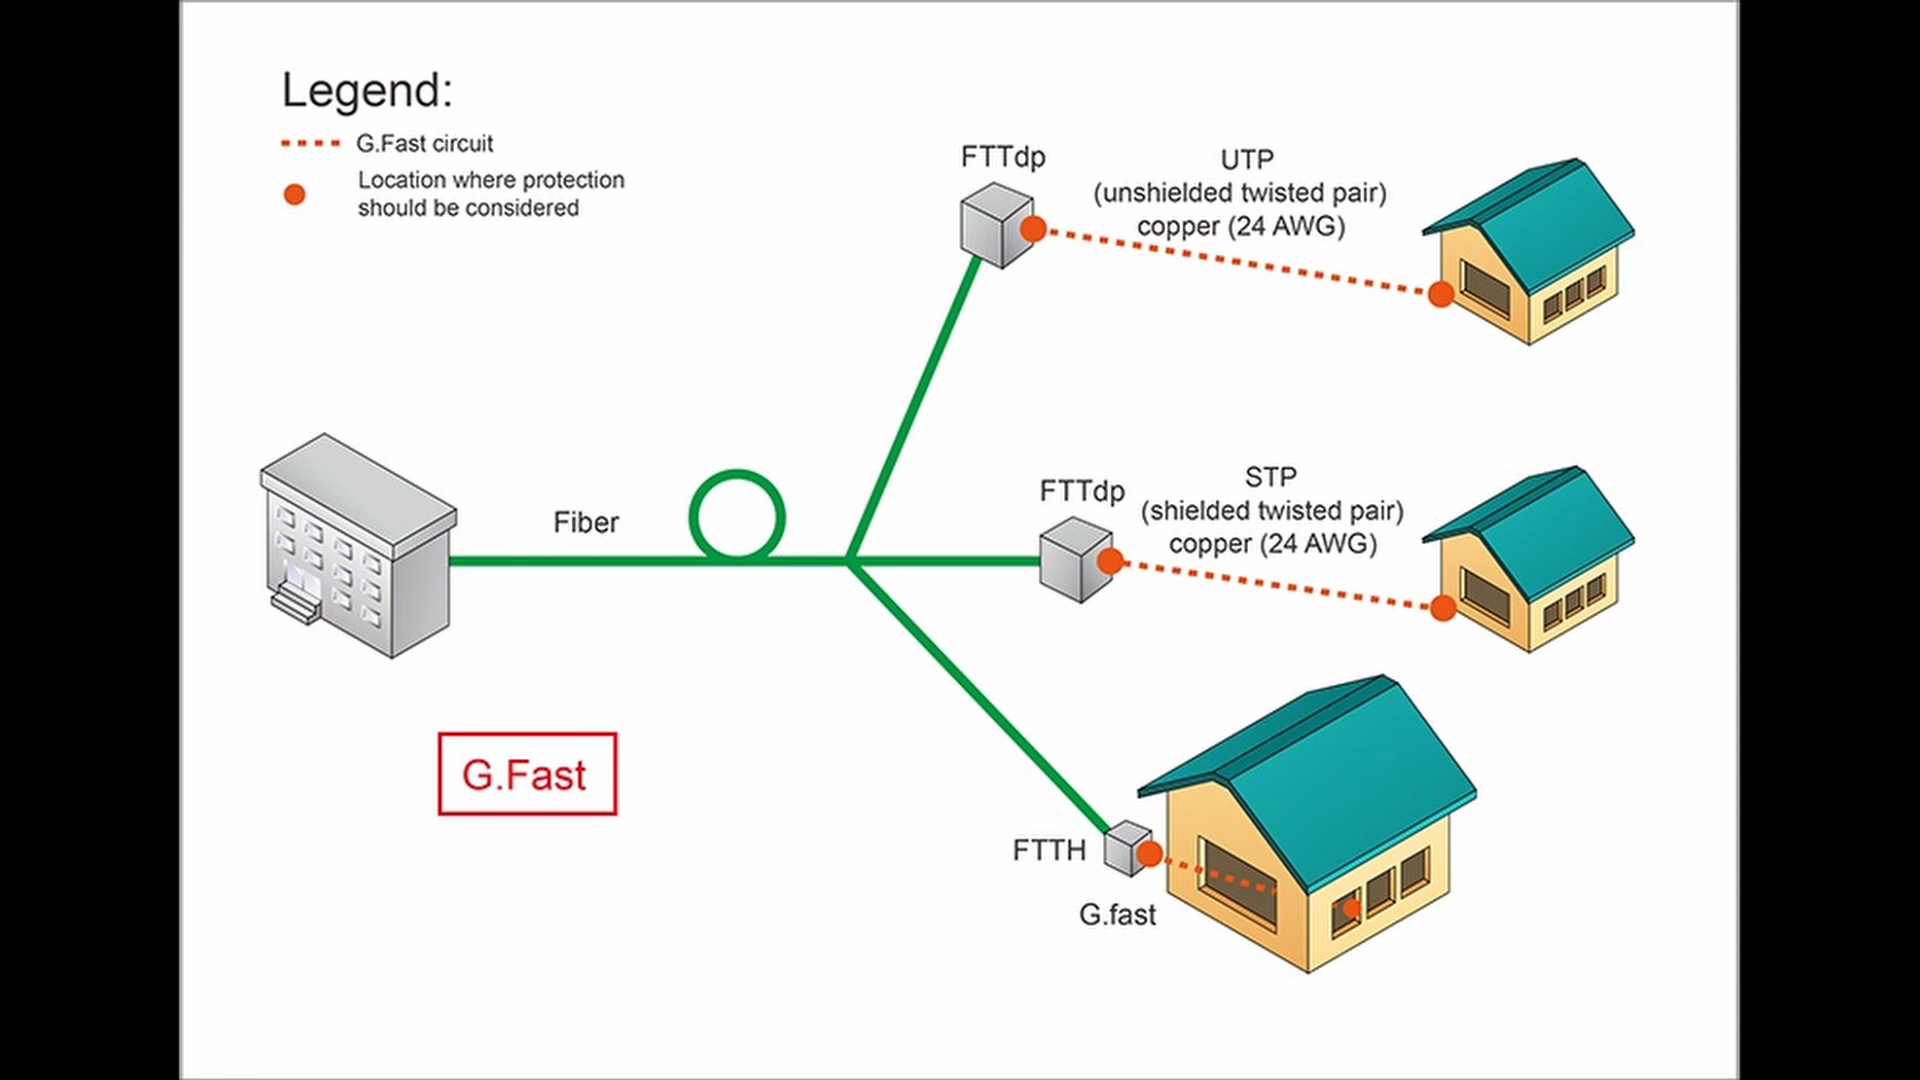 Legend:
G.Fast circuit
Location where protection
should be considered
FTTdp
UTP
(unshielded twisted pair)
copper (24 AWG)
Fiber
FTTdp
STP
(shielded twisted pair)
copper (24 AWG)
G.Fast
FTTH
G.fast